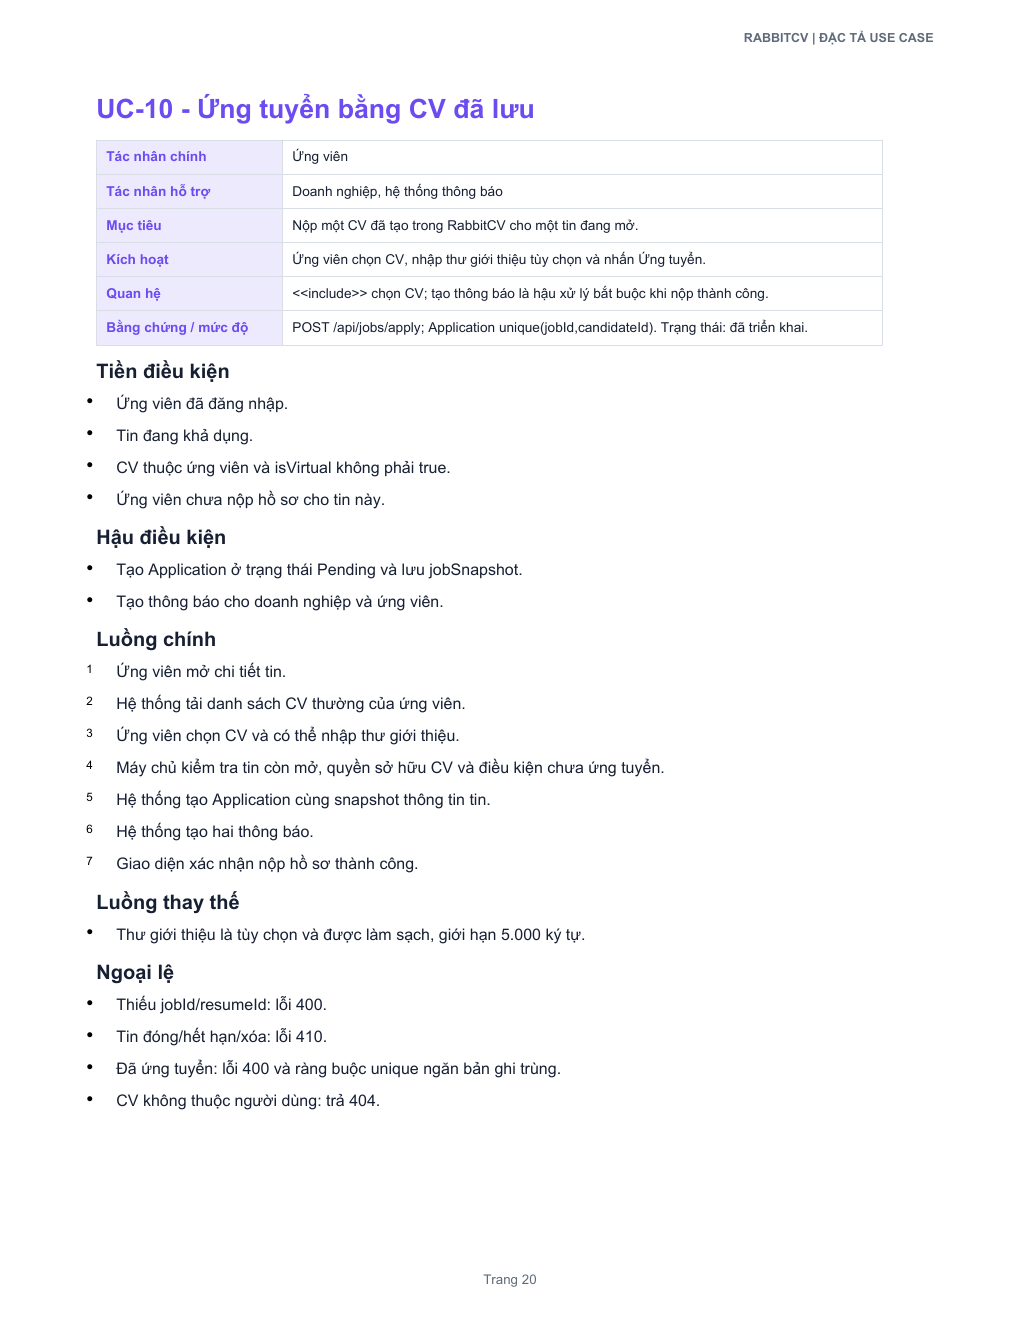 RABBITCV | ĐẶC TẢ USE CASE
UC-10 - Ứng tuyển bằng CV đã lưu
Tác nhân chính Ứng viên
Tác nhân hỗ trợ Doanh nghiệp, hệ thống thông báo
Mục tiêu Nộp một CV đã tạo trong RabbitCV cho một tin đang mở.
Kích hoạt Ứng viên chọn CV, nhập thư giới thiệu tùy chọn và nhấn Ứng tuyển.
Quan hệ <<include>> chọn CV; tạo thông báo là hậu xử lý bắt buộc khi nộp thành công.
Bằng chứng / mức độ POST /api/jobs/apply; Application unique(jobId,candidateId). Trạng thái: đã triển khai.
Tiền điều kiện
• Ứng viên đã đăng nhập.
• Tin đang khả dụng.
• CV thuộc ứng viên và isVirtual không phải true.
• Ứng viên chưa nộp hồ sơ cho tin này.
Hậu điều kiện
• Tạo Application ở trạng thái Pending và lưu jobSnapshot.
• Tạo thông báo cho doanh nghiệp và ứng viên.
Luồng chính
1 Ứng viên mở chi tiết tin.
2 Hệ thống tải danh sách CV thường của ứng viên.
3 Ứng viên chọn CV và có thể nhập thư giới thiệu.
4 Máy chủ kiểm tra tin còn mở, quyền sở hữu CV và điều kiện chưa ứng tuyển.
5 Hệ thống tạo Application cùng snapshot thông tin tin.
6 Hệ thống tạo hai thông báo.
7 Giao diện xác nhận nộp hồ sơ thành công.
Luồng thay thế
• Thư giới thiệu là tùy chọn và được làm sạch, giới hạn 5.000 ký tự.
Ngoại lệ
• Thiếu jobId/resumeId: lỗi 400.
• Tin đóng/hết hạn/xóa: lỗi 410.
• Đã ứng tuyển: lỗi 400 và ràng buộc unique ngăn bản ghi trùng.
• CV không thuộc người dùng: trả 404.
Trang 20